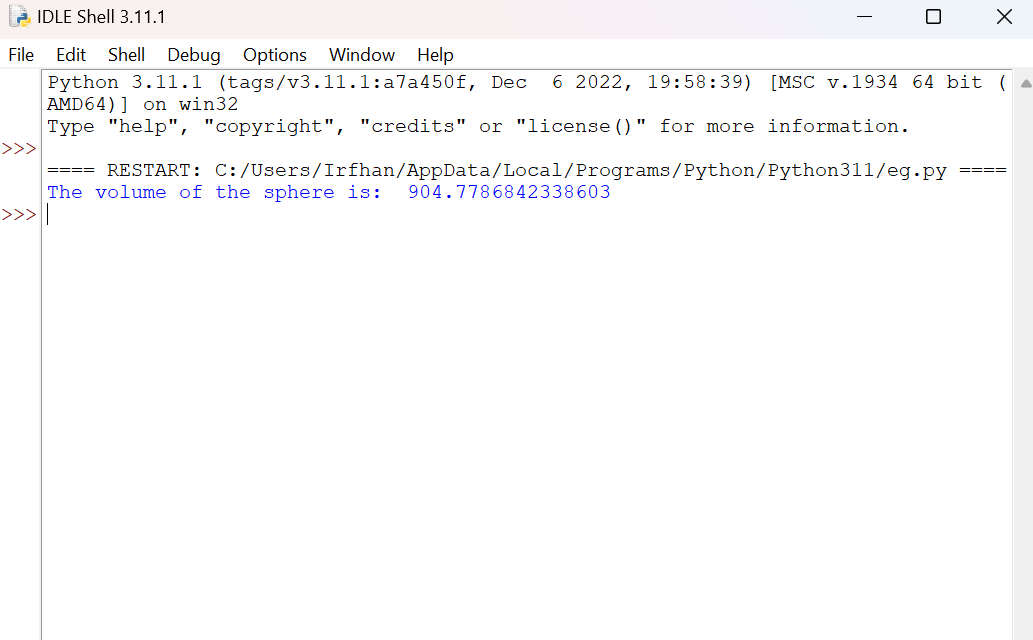 IDLE Shell 3.11.1
File Edit Shell Debug Options Window Help
Python 3.11.1 (tags/v3.11.1:a7a450f, Dec  6 2022, 19:58:39) [MSC v.1934 64 bit (
AMD64)] on win32
Type "help", "copyright", "credits" or "license()" for more information.
>>>
==== RESTART: C:/Users/Irfhan/AppData/Local/Programs/Python/Python311/eg.py ====
The volume of the sphere is:  904.7786842338603
>>>